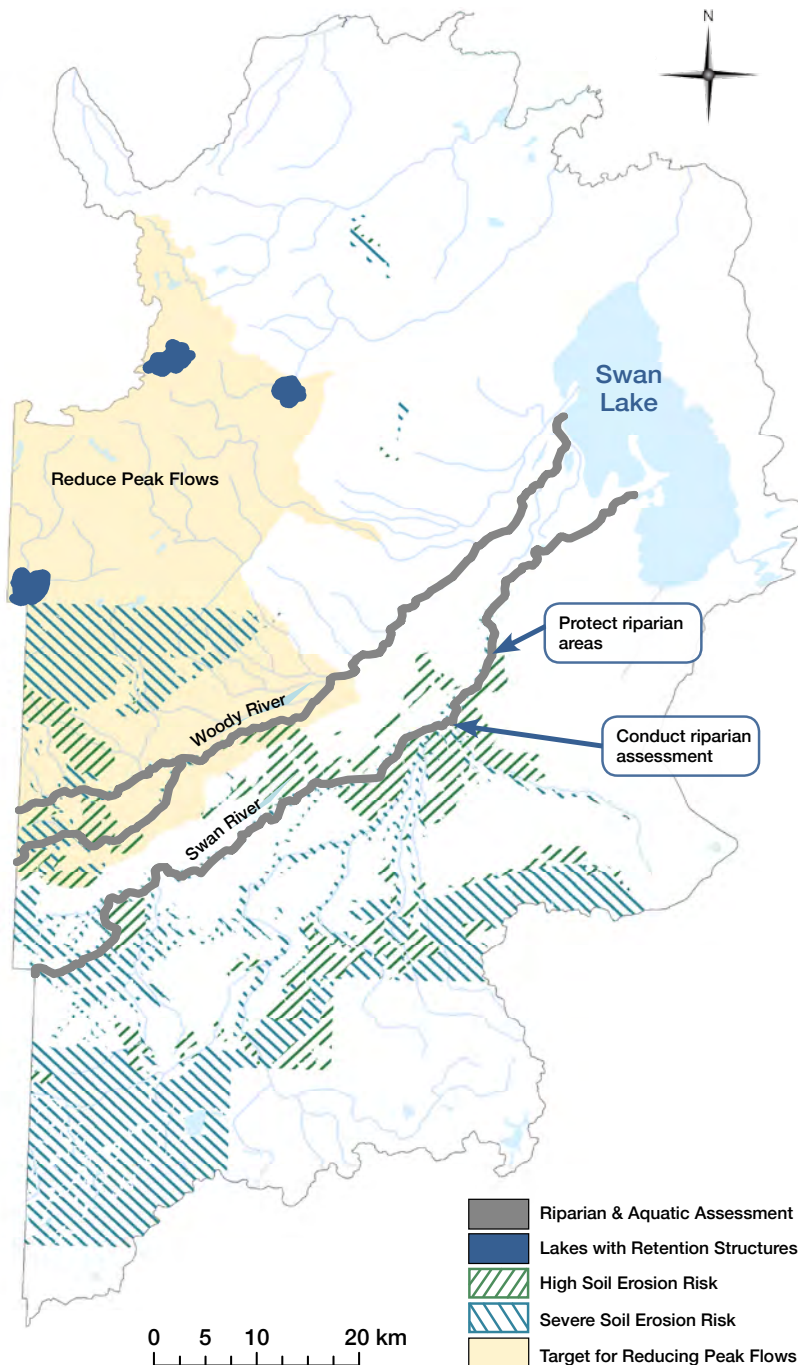 N
Swan
Lake
Reduce Peak Flows
Protect riparian
areas
Woody River
Conduct riparian
assessment
Swan River
Riparian & Aquatic Assessment
Lakes with Retention Structures
High Soil Erosion Risk
Severe Soil Erosion Risk
Target for Reducing Peak Flows
0 5 10 20 km